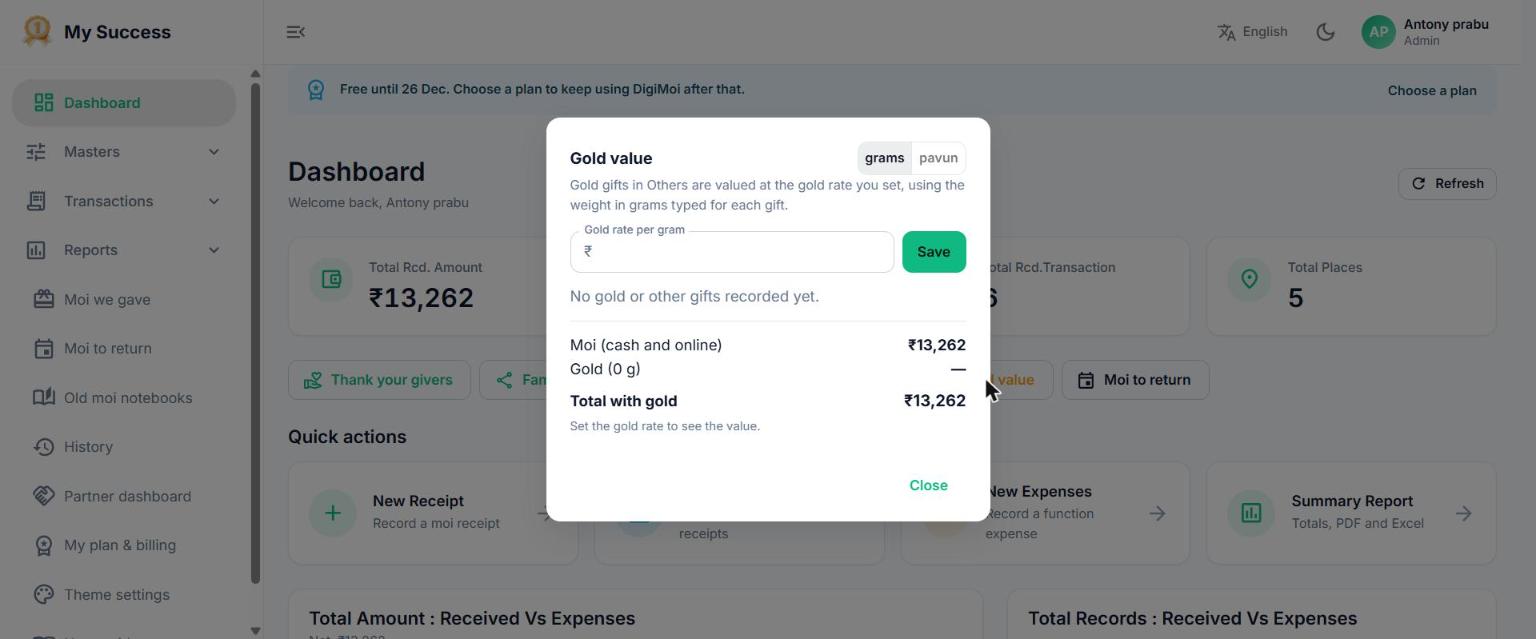 My Success
English
AP
Antony prabu
Admin
Dashboard
Masters
Transactions
Reports
Moi we gave
Moi to return
Old moi notebooks
History
Partner dashboard
My plan & billing
Theme settings
Free until 26 Dec. Choose a plan to keep using DigiMoi after that.
Choose a plan
Dashboard
Welcome back, Antony prabu
Refresh
Total Rcd. Amount
₹13,262
Rcd.Transaction
Total Places
5
Thank your givers
value
Moi to return
Quick actions
New Receipt
Record a moi receipt
receipts
New Expenses
Record a function
expense
Summary Report
Totals, PDF and Excel
Total Amount : Received Vs Expenses
Total Records : Received Vs Expenses
Gold value
grams
pavun
Gold gifts in Others are valued at the gold rate you set, using the
weight in grams typed for each gift.
Gold rate per gram
₹
Save
No gold or other gifts recorded yet.
Moi (cash and online) ₹13,262
Gold (0 g) —
Total with gold ₹13,262
Set the gold rate to see the value.
Close